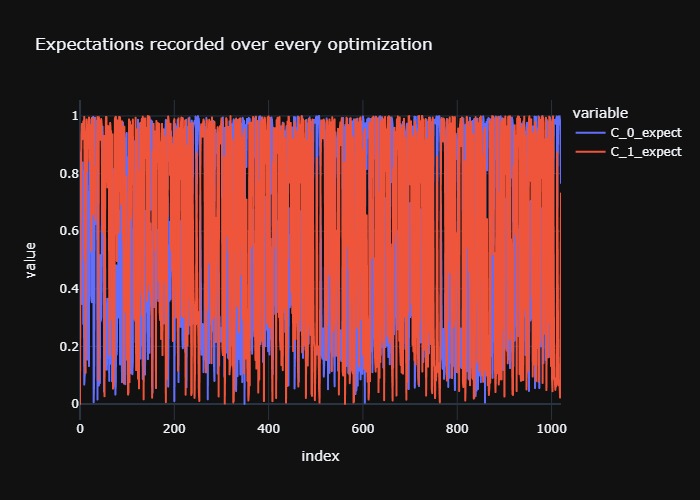 Expectations recorded over every optimization
variable
C_0_expect
C_1_expect
1
0.8
0.6
0.4
0.2
0
value
0
200
400
600
800
1000
index